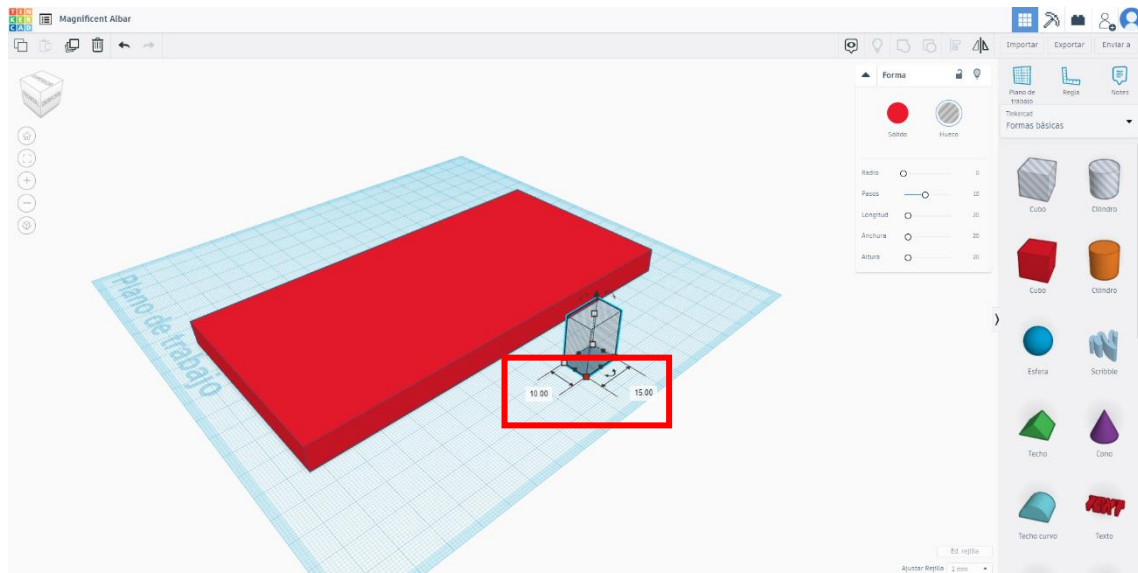 TIN
KER
CAD
Magnificent Albar
Importar Exportar Enviar a
Forma
Sólido Hueco
Radio 0
Pasos 10
Longitud 20
Anchura 20
Altura 20
Plano de trabajo
10.00 15.00
Plano de
trabajo
Regla
Notes
Tinkercad
Formas básicas
Cubo Cilindro
Cubo Cilindro
Esfera Scribble
Techo Cono
TEXT
Techo curvo Texto
Ed. rejilla
Ajustar Rejilla 1 mm